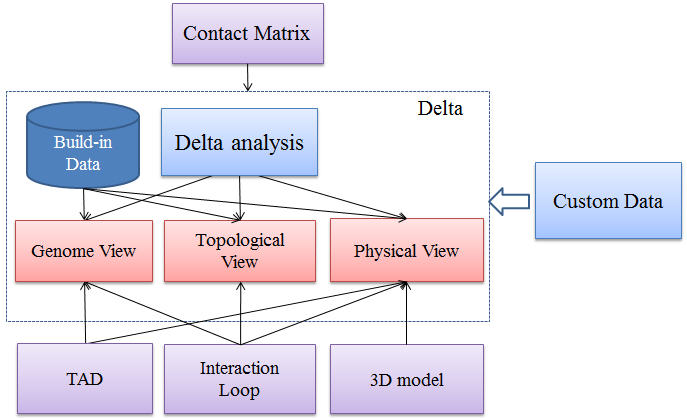 Contact Matrix
Delta
Build-in
Data
Delta analysis
Custom Data
Genome View
Topological
View
Physical View
TAD
Interaction
Loop
3D model